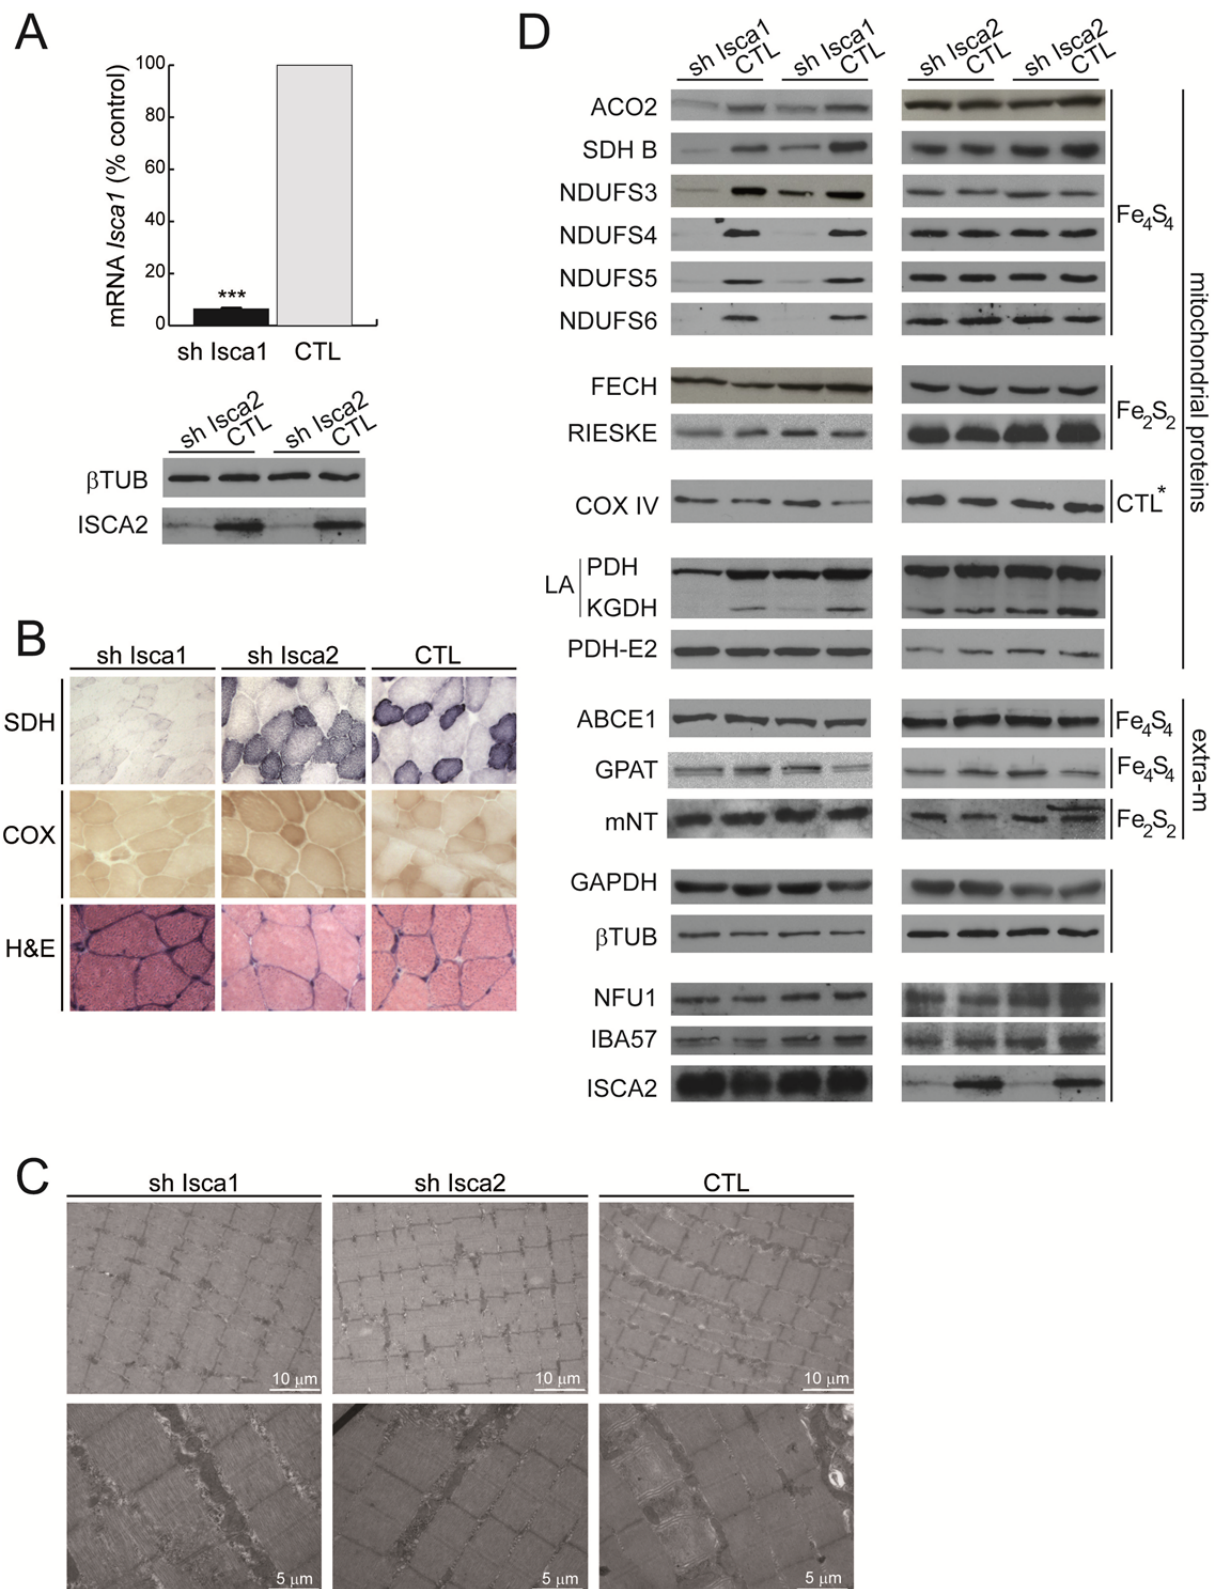 A
mRNA Isca1 (% control)
100
80
60
40
20
0
***
sh Isca1 CTL
sh Isca2 CTL sh Isca2 CTL
βTUB
ISCA2
B
sh Isca1 sh Isca2 CTL
SDH
COX
H&E
C
sh Isca1 sh Isca2 CTL
10 μm 10 μm 10 μm
5 μm 5 μm 5 μm
D
sh Isca1 CTL sh Isca1 CTL sh Isca2 CTL sh Isca2 CTL
ACO2
SDH B
NDUFS3
NDUFS4
NDUFS5
NDUFS6
Fe4S4
FECH
RIESKE
Fe2S2
COX IV
CTL*
LA
PDH
KGDH
PDH-E2
mitochondrial proteins
ABCE1 Fe4S4
GPAT Fe4S4
mNT Fe2S2
extra-m
GAPDH
βTUB
NFU1
IBA57
ISCA2